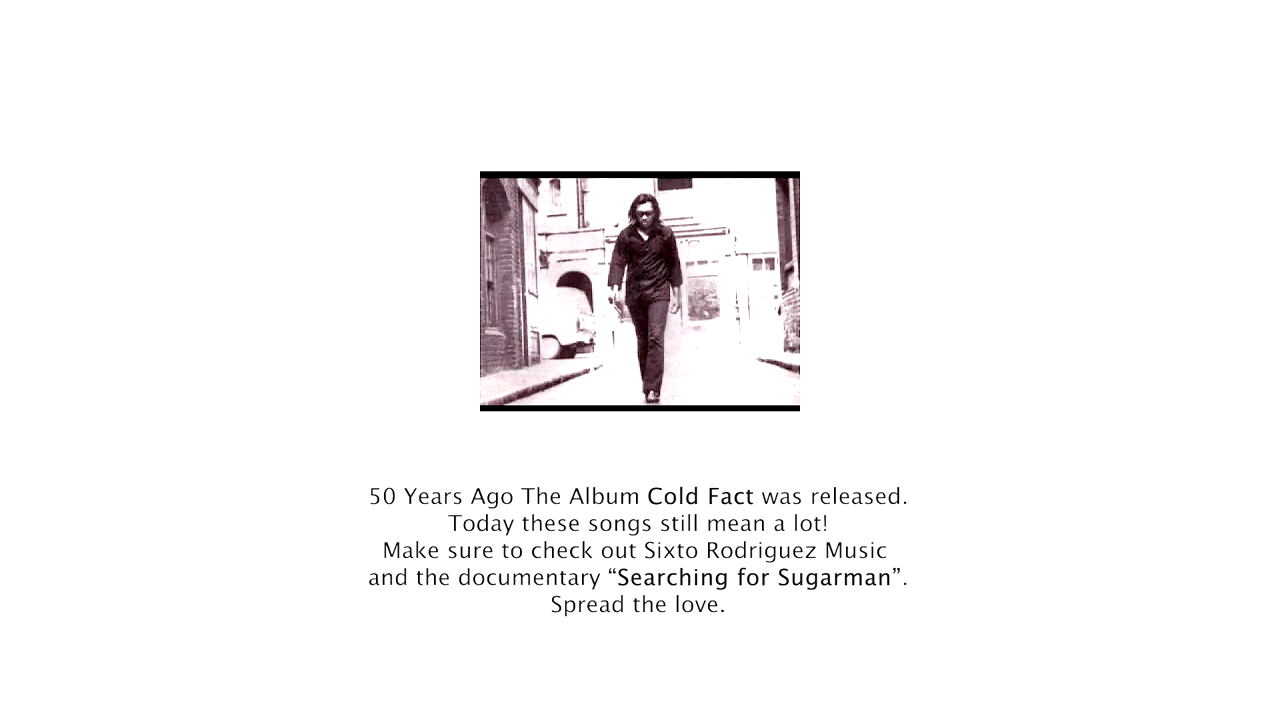 50 Years Ago The Album Cold Fact was released.
Today these songs still mean a lot!
Make sure to check out Sixto Rodriguez Music
and the documentary “Searching for Sugarman”.
Spread the love.